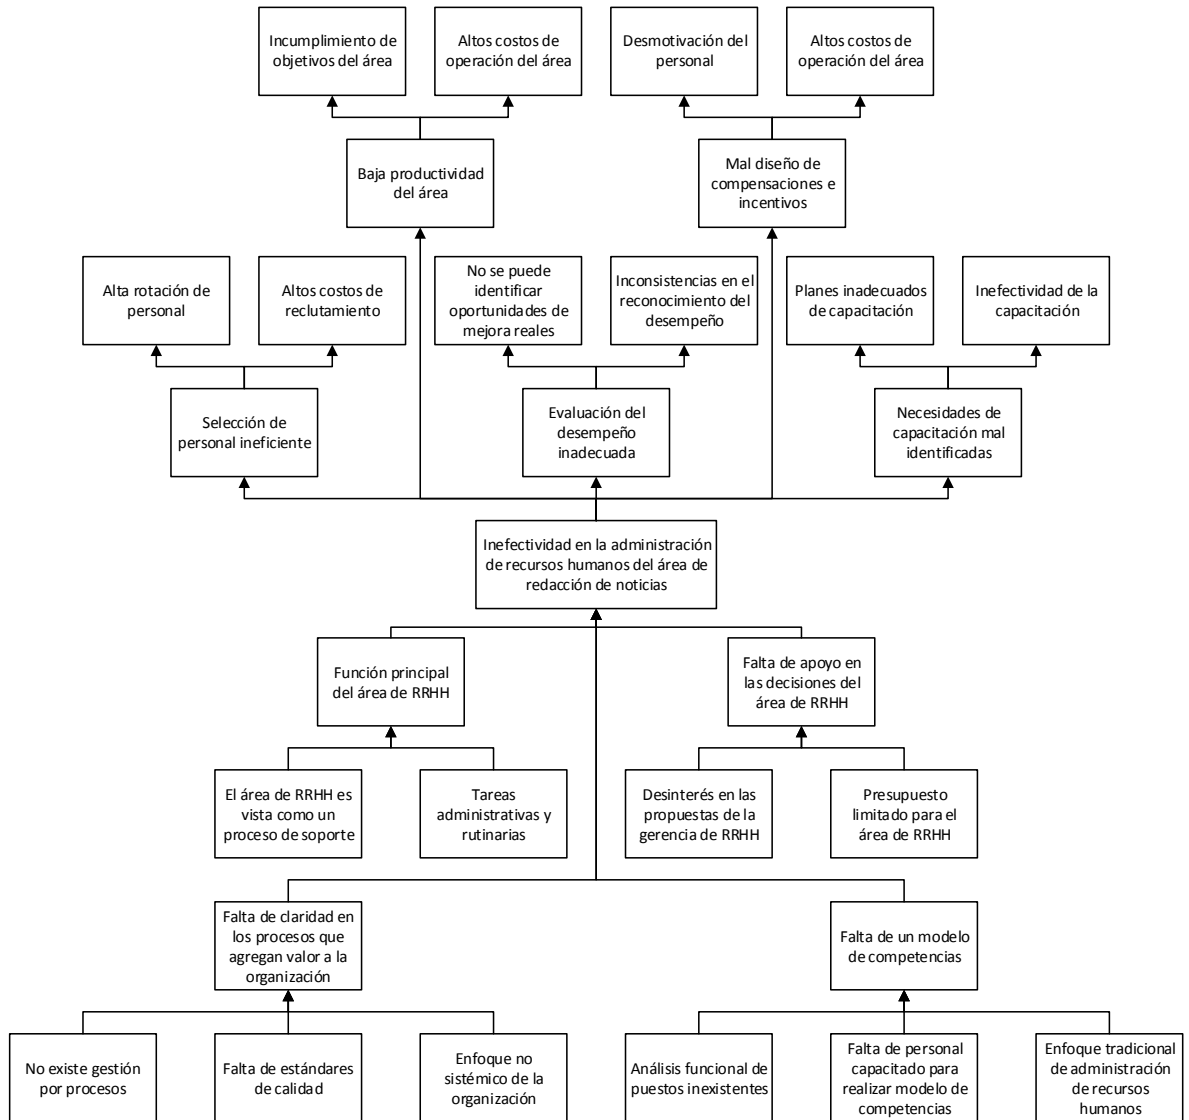 Incumplimiento de
objetivos del área
Altos costos de
operación del área
Desmotivación del
personal
Altos costos de
operación del área
Baja productividad
del área
Mal diseño de
compensaciones e
incentivos
Alta rotación de
personal
Altos costos de
reclutamiento
No se puede
identificar
oportunidades de
mejora reales
Inconsistencias en el
reconocimiento del
desempeño
Planes inadecuados
de capacitación
Inefectividad de la
capacitación
Selección de
personal ineficiente
Evaluación del
desempeño
inadecuada
Necesidades de
capacitación mal
identificadas
Inefectividad en la administración
de recursos humanos del área de
redacción de noticias
Función principal
del área de RRHH
Falta de apoyo en
las decisiones del
área de RRHH
El área de RRHH es
vista como un
proceso de soporte
Tareas
administrativas y
rutinarias
Desinterés en las
propuestas de la
gerencia de RRHH
Presupuesto
limitado para el
área de RRHH
Falta de claridad en
los procesos que
agregan valor a la
organización
Falta de un modelo
de competencias
No existe gestión
por procesos
Falta de estándares
de calidad
Enfoque no
sistémico de la
organización
Análisis funcional de
puestos inexistentes
Falta de personal
capacitado para
realizar modelo de
competencias
Enfoque tradicional
de administración
de recursos
humanos